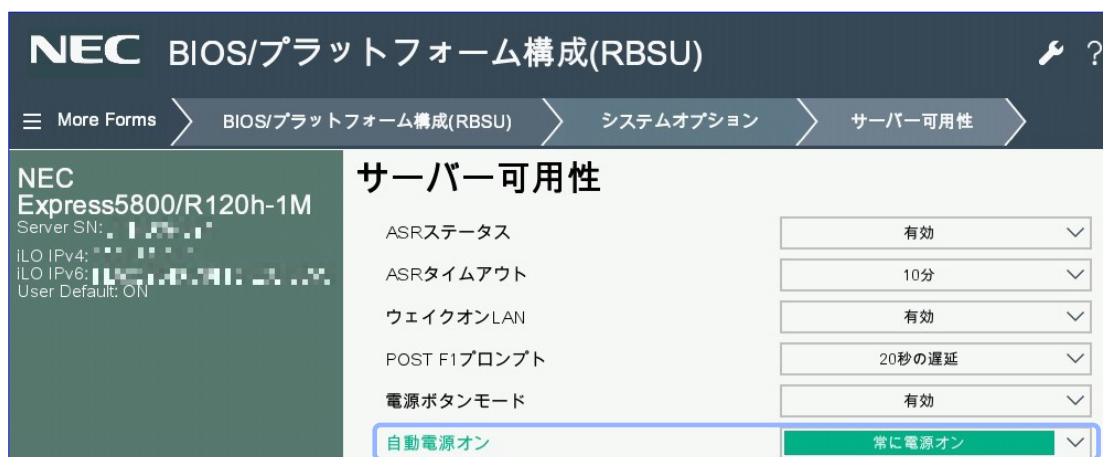 NEC BIOS/プラットフォーム構成(RBSU) ?
More Forms BIOS/プラットフォーム構成(RBSU) システムオプション サーバー可用性
NEC
Express5800/R120h-1M
Server SN:
iLO IPv4:
iLO IPv6:
User Default: ON
サーバー可用性
ASRステータス 有効
ASRタイムアウト 10分
ウェイクオンLAN 有効
POST F1プロンプト 20秒の遅延
電源ボタンモード 有効
自動電源オン 常に電源オン